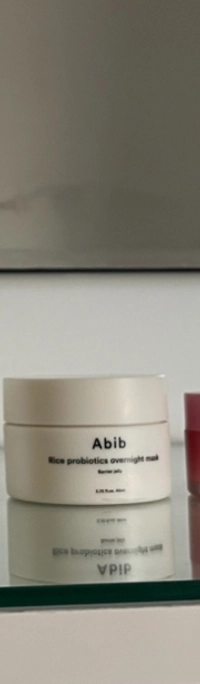 Abib
Rice probiotics overnight mask
Barrier jelly